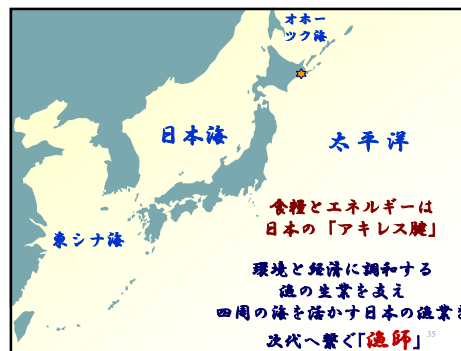 オホー
ツク海
日本海
太平洋
東シナ海
食糧とエネルギーは
日本の「アキレス腱」
環境と経済に調和する
漁の生業を支え
四周の海を活かす日本の漁業を
次代へ繋ぐ「漁師」
35